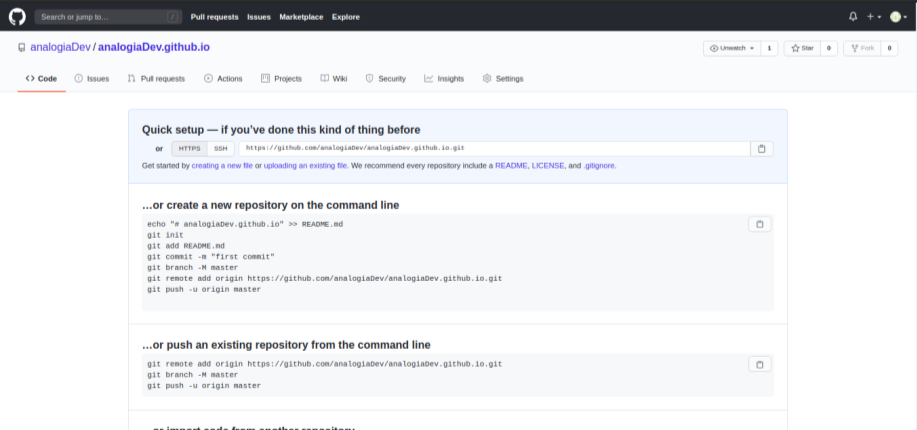 Search or jump to... /
Pull requests Issues Marketplace Explore
analogiaDev / analogiaDev.github.io
Unwatch 1 Star 0 Fork 0
Code Issues Pull requests Actions Projects Wiki Security Insights Settings
Quick setup — if you've done this kind of thing before
or HTTPS SSH https://github.com/analogiaDev/analogiaDev.github.io.git
Get started by creating a new file or uploading an existing file. We recommend every repository include a README, LICENSE, and .gitignore.
...or create a new repository on the command line
echo "# analogiaDev.github.io" >> README.md
git init
git add README.md
git commit -m "first commit"
git branch -M master
git remote add origin https://github.com/analogiaDev/analogiaDev.github.io.git
git push -u origin master
...or push an existing repository from the command line
git remote add origin https://github.com/analogiaDev/analogiaDev.github.io.git
git branch -M master
git push -u origin master
...or import code from another repository